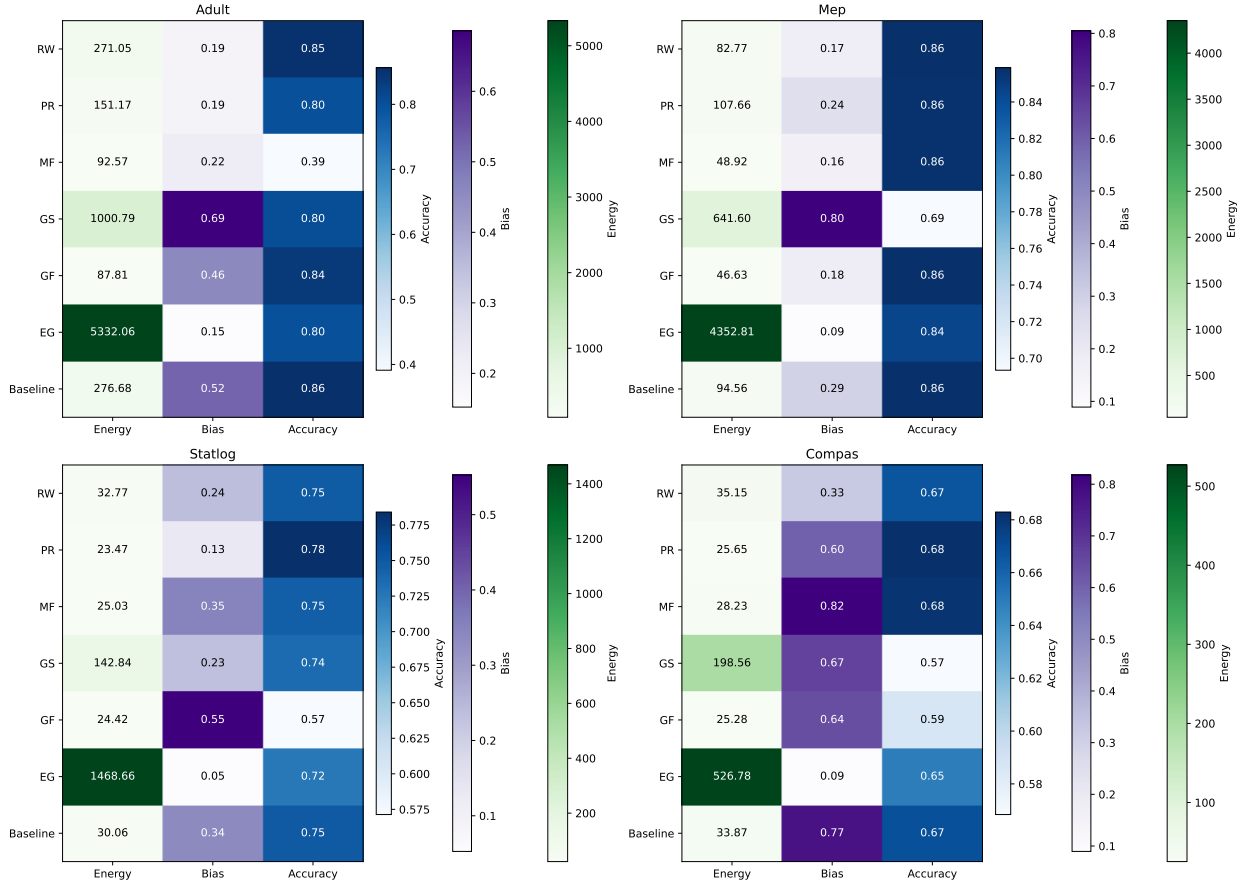 Adult
RW 271.05 0.19 0.85
PR 151.17 0.19 0.80
MF 92.57 0.22 0.39
GS 1000.79 0.69 0.80
GF 87.81 0.46 0.84
EG 5332.06 0.15 0.80
Baseline 276.68 0.52 0.86
Energy Bias Accuracy
0.8
0.7
0.6
0.5
0.4
Accuracy
0.6
0.5
0.4
0.3
0.2
Bias
5000
4000
3000
2000
1000
Energy
Mep
RW 82.77 0.17 0.86
PR 107.66 0.24 0.86
MF 48.92 0.16 0.86
GS 641.60 0.80 0.69
GF 46.63 0.18 0.86
EG 4352.81 0.09 0.84
Baseline 94.56 0.29 0.86
Energy Bias Accuracy
0.84
0.82
0.80
0.78
0.76
0.74
0.72
0.70
Accuracy
0.8
0.7
0.6
0.5
0.4
0.3
0.2
0.1
Bias
4000
3500
3000
2500
2000
1500
1000
500
Energy
Statlog
RW 32.77 0.24 0.75
PR 23.47 0.13 0.78
MF 25.03 0.35 0.75
GS 142.84 0.23 0.74
GF 24.42 0.55 0.57
EG 1468.66 0.05 0.72
Baseline 30.06 0.34 0.75
Energy Bias Accuracy
0.775
0.750
0.725
0.700
0.675
0.650
0.625
0.600
0.575
Accuracy
0.5
0.4
0.3
0.2
0.1
Bias
1400
1200
1000
800
600
400
200
Energy
Compas
RW 35.15 0.33 0.67
PR 25.65 0.60 0.68
MF 28.23 0.82 0.68
GS 198.56 0.67 0.57
GF 25.28 0.64 0.59
EG 526.78 0.09 0.65
Baseline 33.87 0.77 0.67
Energy Bias Accuracy
0.68
0.66
0.64
0.62
0.60
0.58
Accuracy
0.8
0.7
0.6
0.5
0.4
0.3
0.2
0.1
Bias
500
400
300
200
100
Energy